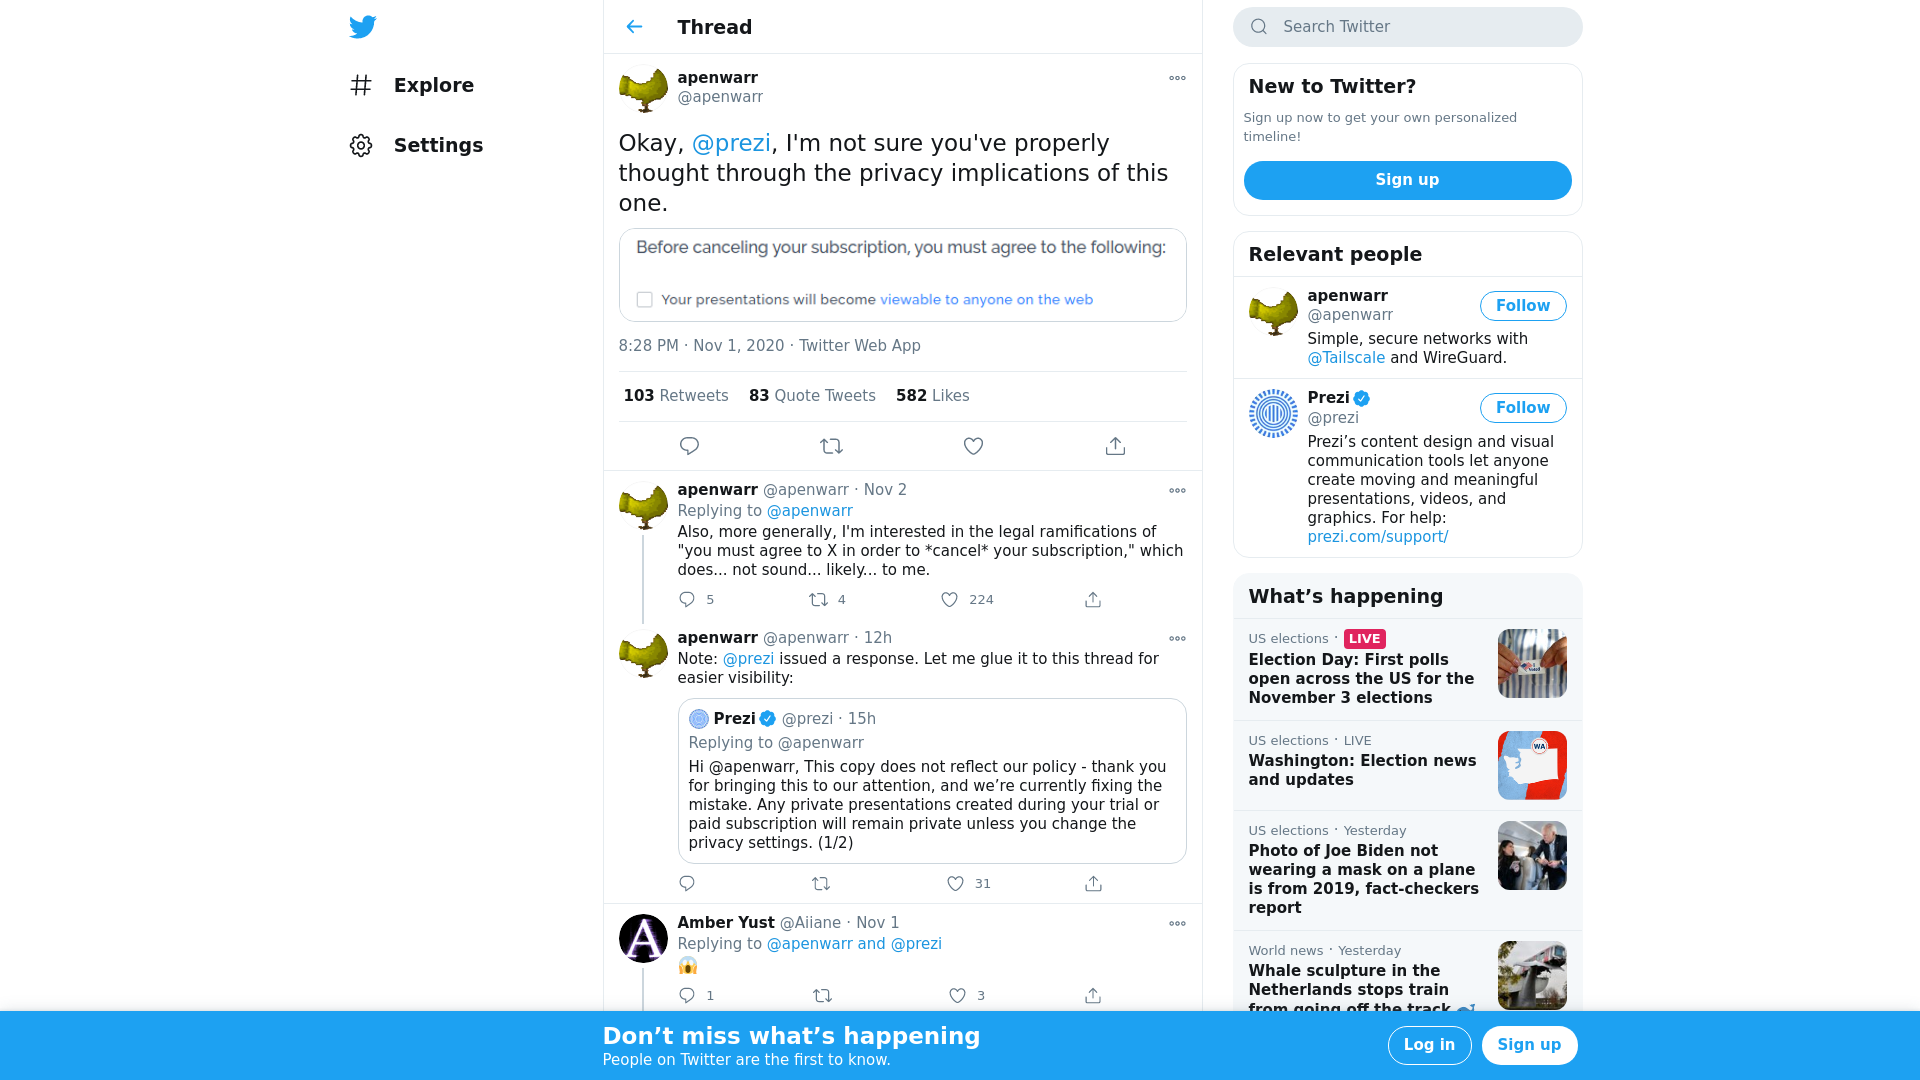 Explore
Settings
Thread
apenwarr
@apenwarr
Okay, @prezi, I'm not sure you've properly
thought through the privacy implications of this
one.
Before canceling your subscription, you must agree to the following:
Your presentations will become viewable to anyone on the web
8:28 PM · Nov 1, 2020 · Twitter Web App
103 Retweets 83 Quote Tweets 582 Likes
apenwarr @apenwarr · Nov 2
Replying to @apenwarr
Also, more generally, I'm interested in the legal ramifications of
"you must agree to X in order to *cancel* your subscription," which
does... not sound... likely... to me.
5 4 224
apenwarr @apenwarr · 12h
Note: @prezi issued a response. Let me glue it to this thread for
easier visibility:
Prezi @prezi · 15h
Replying to @apenwarr
Hi @apenwarr, This copy does not reflect our policy - thank you
for bringing this to our attention, and we’re currently fixing the
mistake. Any private presentations created during your trial or
paid subscription will remain private unless you change the
privacy settings. (1/2)
31
Amber Yust @Aiiane · Nov 1
Replying to @apenwarr and @prezi
😱
1 3
Search Twitter
New to Twitter?
Sign up now to get your own personalized
timeline!
Sign up
Relevant people
apenwarr
@apenwarr
Follow
Simple, secure networks with
@Tailscale and WireGuard.
Prezi
@prezi
Follow
Prezi’s content design and visual
communication tools let anyone
create moving and meaningful
presentations, videos, and
graphics. For help:
prezi.com/support/
What’s happening
US elections · LIVE
Election Day: First polls
open across the US for the
November 3 elections
US elections · LIVE
Washington: Election news
and updates
WA
US elections · Yesterday
Photo of Joe Biden not
wearing a mask on a plane
is from 2019, fact-checkers
report
World news · Yesterday
Whale sculpture in the
Netherlands stops train
from going off the track
Don’t miss what’s happening
People on Twitter are the first to know.
Log in
Sign up